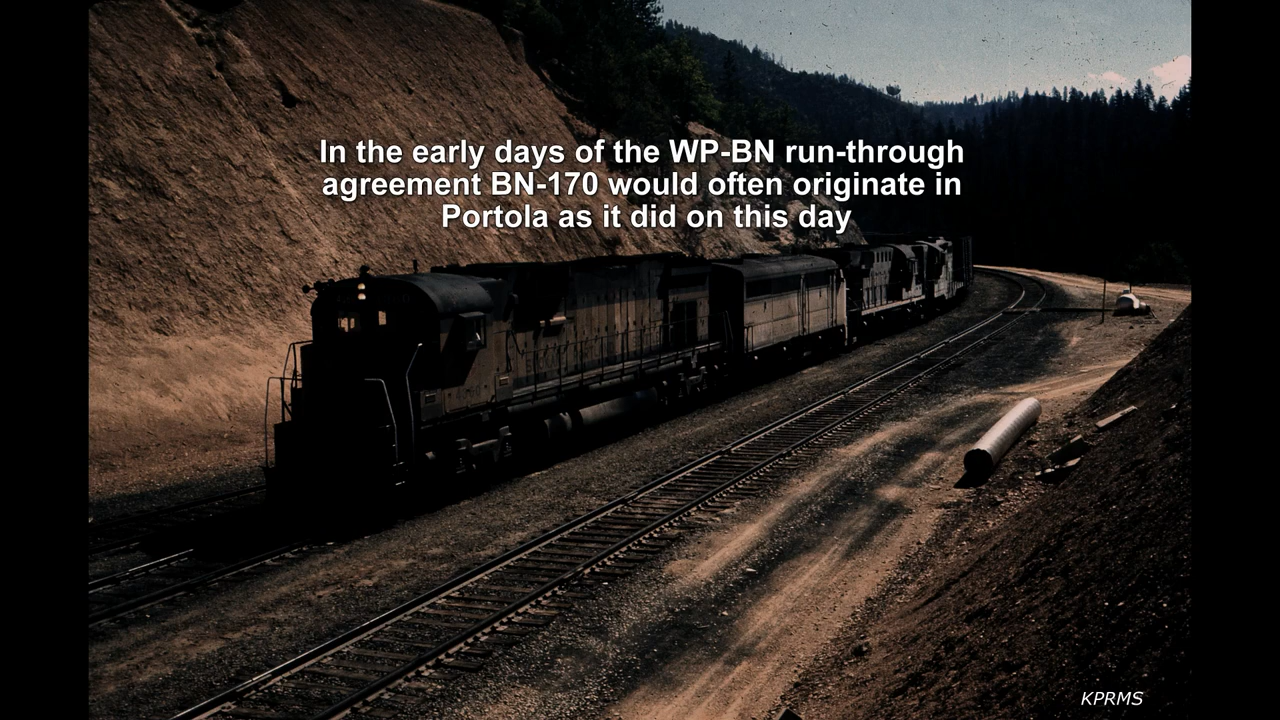 In the early days of the WP-BN run-through
agreement BN-170 would often originate in
Portola as it did on this day
KPRMS